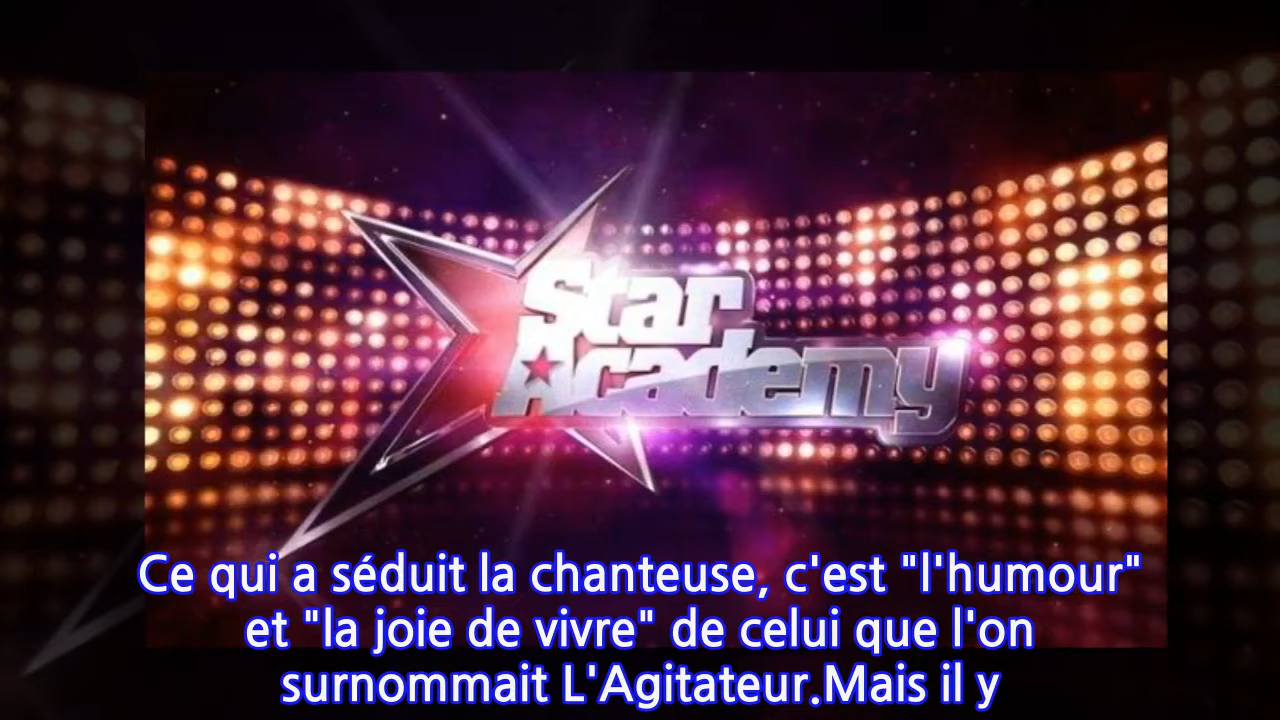 Star
Academy
Ce qui a séduit la chanteuse, c'est "l'humour"
et "la joie de vivre" de celui que l'on
surnommait L'Agitateur.Mais il y